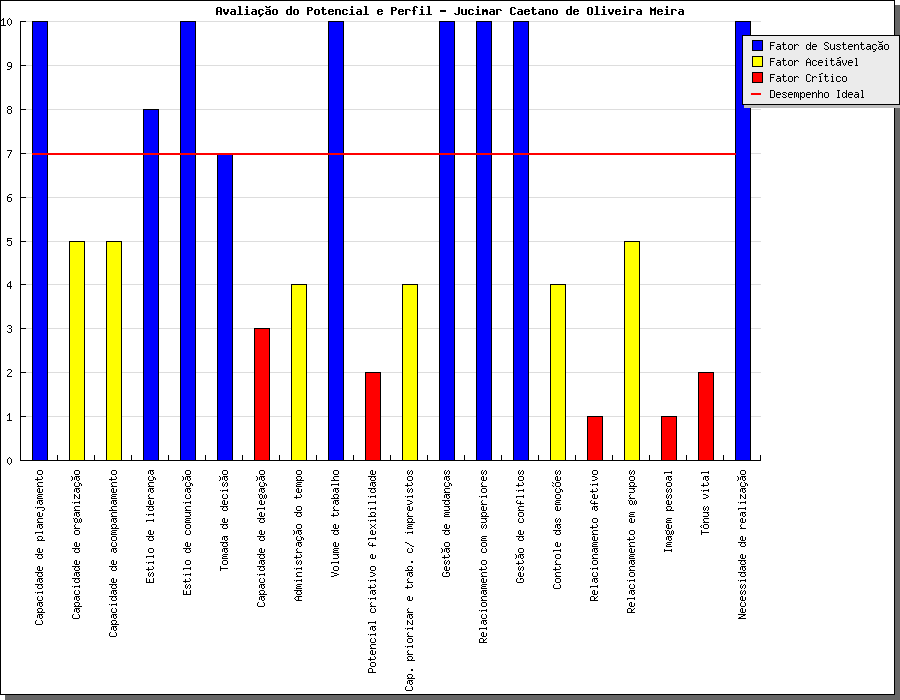 Avaliação do Potencial e Perfil - Jucimar Caetano de Oliveira Meira
10
9
8
7
6
5
4
3
2
1
0
Fator de Sustentação
Fator Aceitável
Fator Crítico
Desempenho Ideal
Capacidade de planejamento
Capacidade de organização
Capacidade de acompanhamento
Estilo de liderança
Estilo de comunicação
Tomada de decisão
Capacidade de delegação
Administração do tempo
Volume de trabalho
Potencial criativo e flexibilidade
Cap. priorizar e trab. c/ imprevistos
Gestão de mudanças
Relacionamento com superiores
Gestão de conflitos
Controle das emoções
Relacionamento afetivo
Relacionamento em grupos
Imagem pessoal
Tônus vital
Necessidade de realização